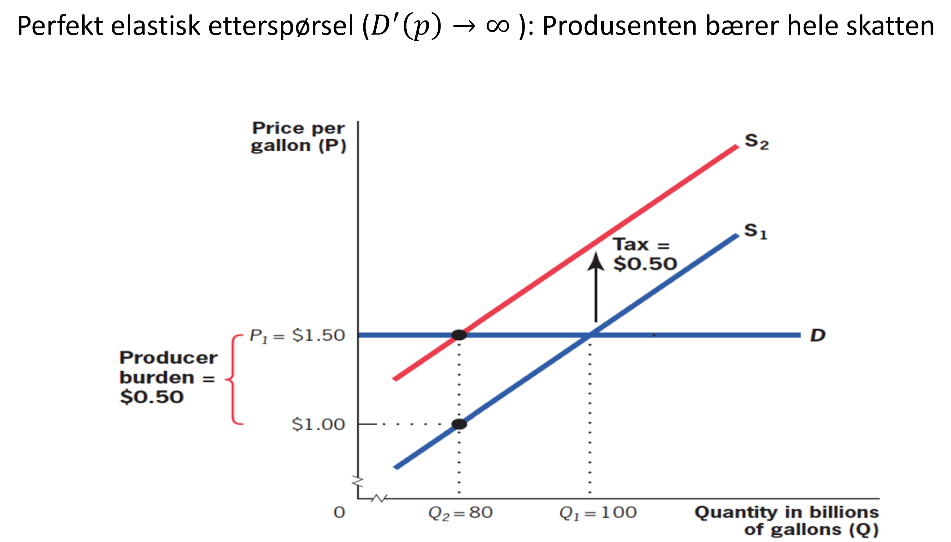 Perfekt elastisk etterspørsel (D′(p) → ∞ ): Produsenten bærer hele skatten
Price per
gallon (P)
S₂
S₁
Tax =
$0.50
P₁ = $1.50
D
Producer
burden =
$0.50
$1.00
0
Q₂=80
Q₁=100
Quantity in billions
of gallons (Q)